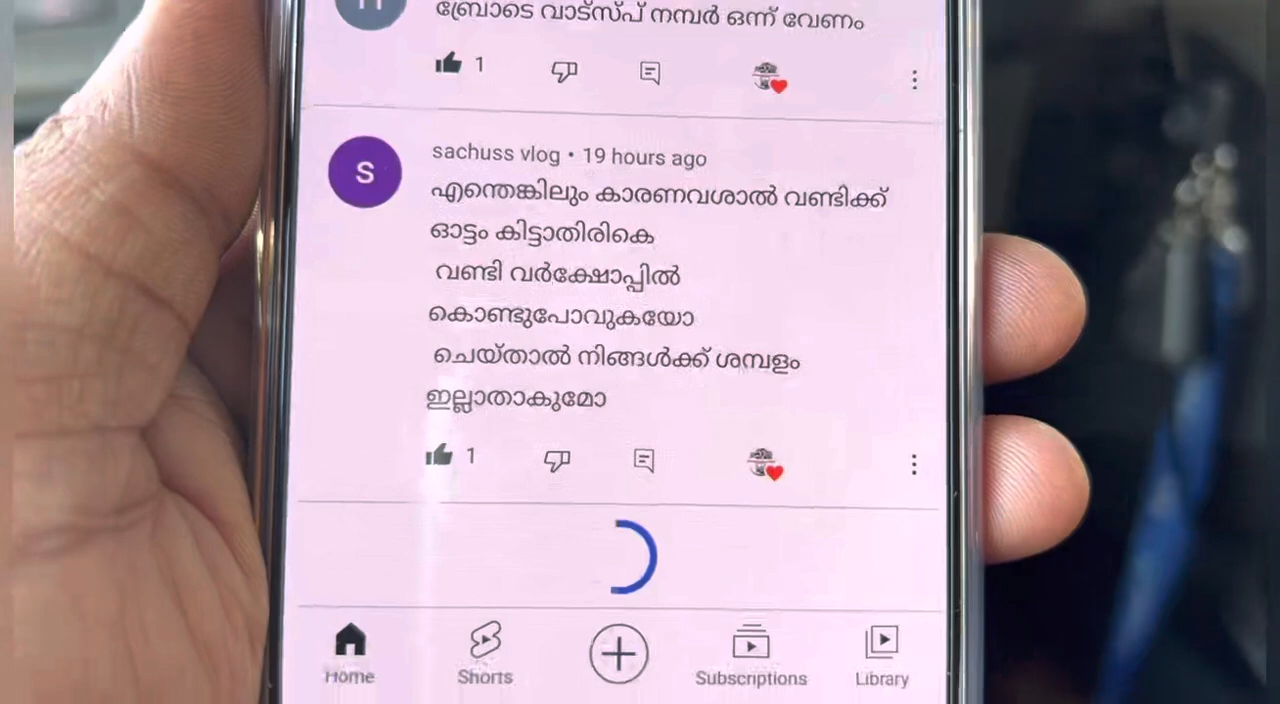 ബ്രോടെ വാട്സ്പ് നമ്പർ ഒന്ന് വേണം
1
S
sachuss vlog • 19 hours ago
എന്തെങ്കിലും കാരണവശാൽ വണ്ടിക്ക്
ഓട്ടം കിട്ടാതിരികെ
വണ്ടി വർക്ഷോപ്പിൽ
കൊണ്ടുപോവുകയോ
ചെയ്താൽ നിങ്ങൾക്ക് ശമ്പളം
ഇല്ലാതാകുമോ
1
Home
Shorts
Subscriptions
Library